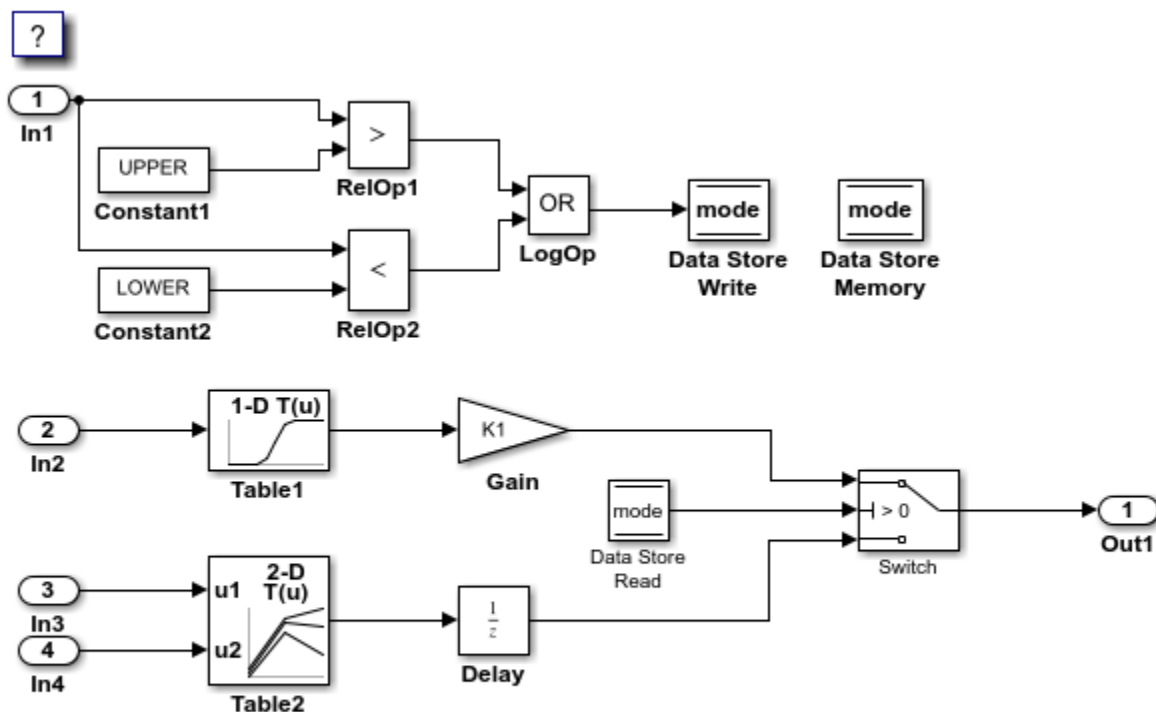 ?
1
In1
UPPER
Constant1
>
RelOp1
LOWER
Constant2
<
RelOp2
OR
LogOp
mode
Data Store
Write
mode
Data Store
Memory
2
In2
1-D T(u)
Table1
K1
Gain
mode
Data Store
Read
> 0
Switch
1
Out1
3
In3
4
In4
u1
u2
2-D
T(u)
Table2
1
z
Delay